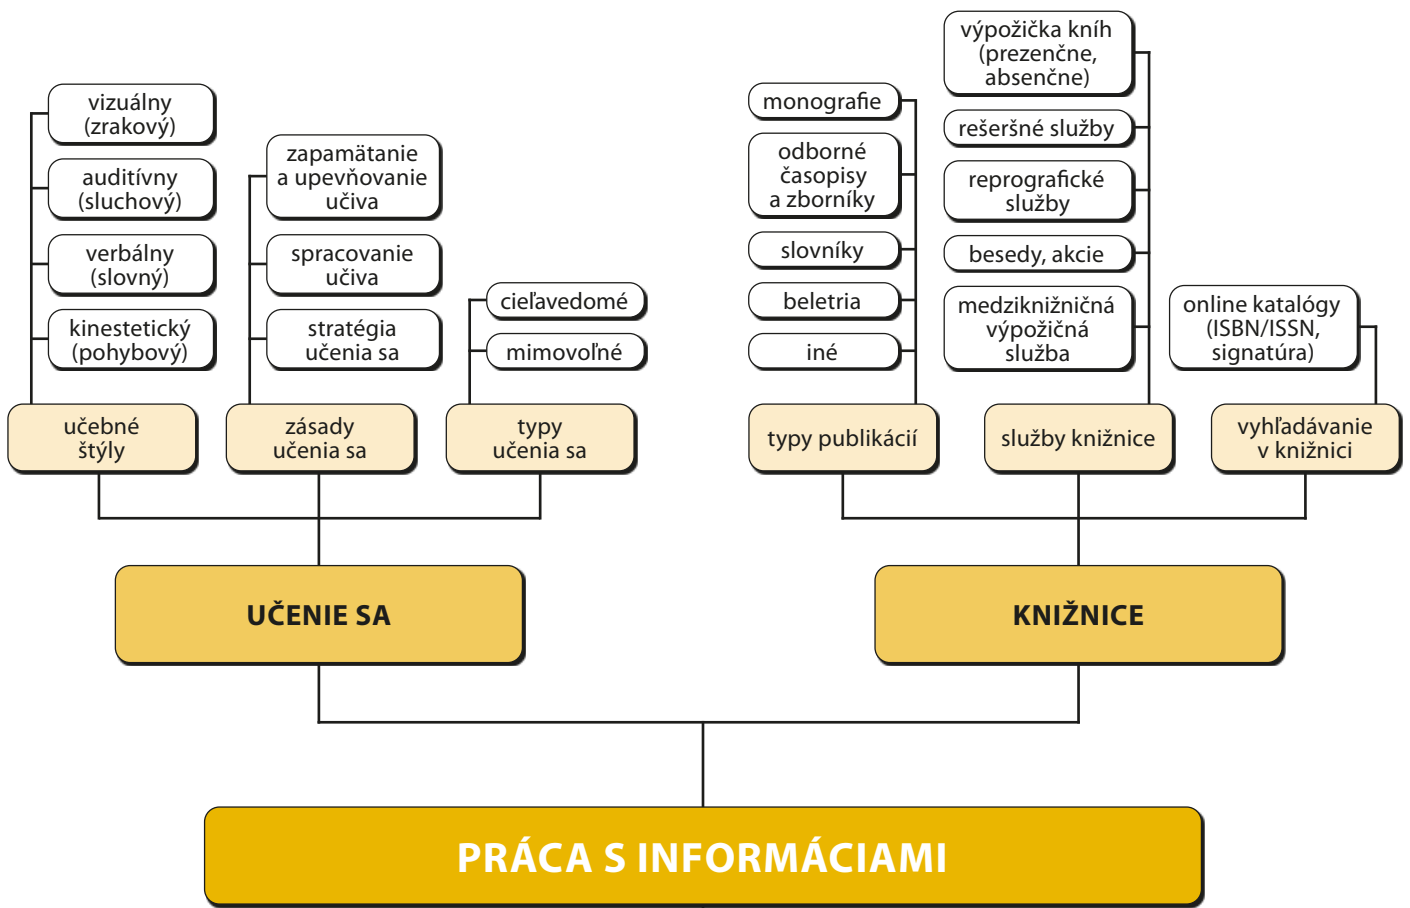 výpožička kníh
(prezenčne,
absenčne)
vizuálny
(zrakový)
monografie
rešeršné služby
zapamätanie
a upevňovanie
učiva
odborné
časopisy
a zborníky
auditívny
(sluchový)
reprografické
služby
verbálny
(slovný)
spracovanie
učiva
slovníky
besedy, akcie
cieľavedomé
beletria
medziknižničná
výpožičná
služba
online katalógy
(ISBN/ISSN,
signatúra)
kinestetický
(pohybový)
stratégia
učenia sa
mimovoľné
iné
učebné
štýly
zásady
učenia sa
typy
učenia sa
typy publikácií
služby knižnice
vyhľadávanie
v knižnici
UČENIE SA
KNIŽNICE
PRÁCA S INFORMÁCIAMI